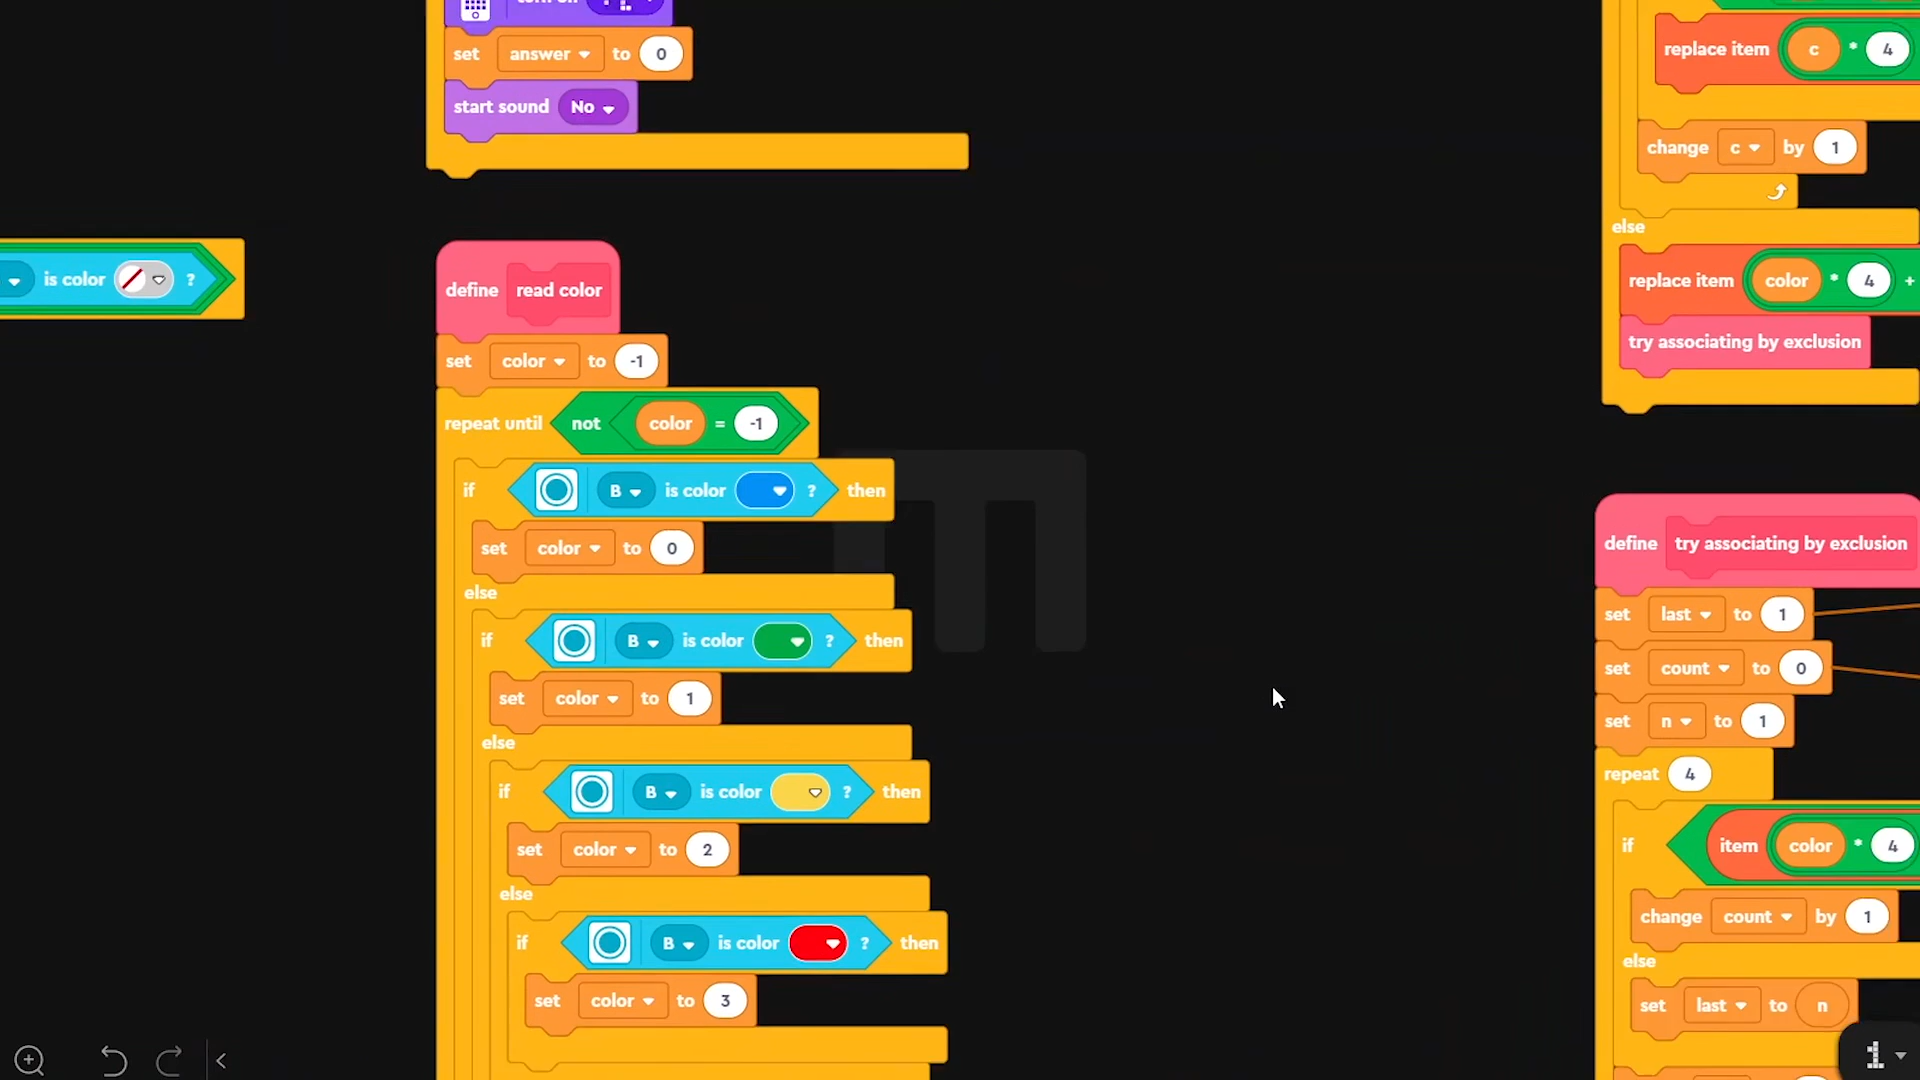 set answer to 0
start sound No
is color ?
define read color
set color to -1
repeat until not color = -1
if B is color ? then
set color to 0
else
if B is color ? then
set color to 1
else
if B is color ? then
set color to 2
else
if B is color ? then
set color to 3
replace item c * 4
change c by 1
else
replace item color * 4 +
try associating by exclusion
define try associating by exclusion
set last to 1
set count to 0
set n to 1
repeat 4
if item color * 4
change count by 1
else
set last to n